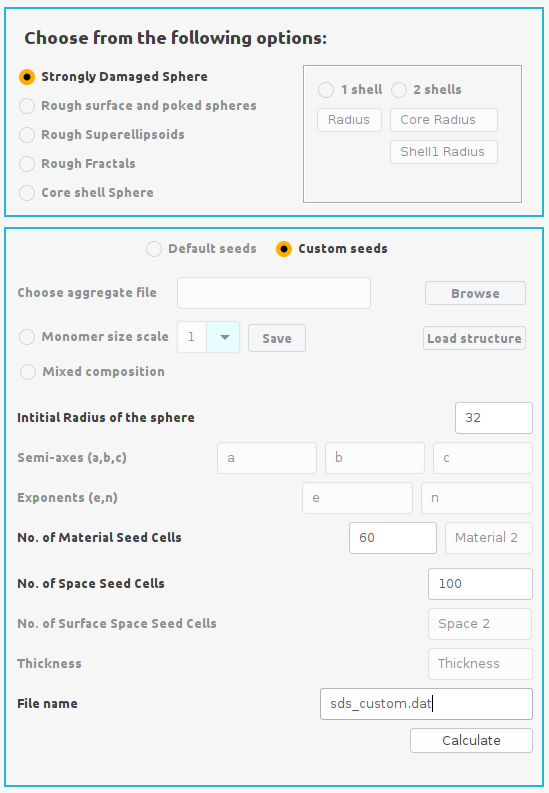 Choose from the following options:
Strongly Damaged Sphere
Rough surface and poked spheres
Rough Superellipsoids
Rough Fractals
Core shell Sphere
1 shell 2 shells
Radius Core Radius
Shell1 Radius
Default seeds Custom seeds
Choose aggregate file Browse
Monomer size scale 1 Save Load structure
Mixed composition
Intitial Radius of the sphere 32
Semi-axes (a,b,c) a b c
Exponents (e,n) e n
No. of Material Seed Cells 60 Material 2
No. of Space Seed Cells 100
No. of Surface Space Seed Cells Space 2
Thickness Thickness
File name sds_custom.dat
Calculate